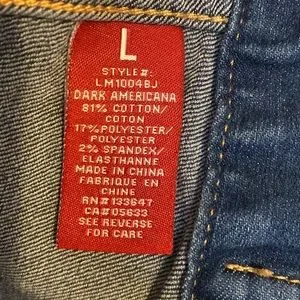 L
STYLE#:
LM1004BJ
DARK AMERICANA
81% COTTON/
COTON
17% POLYESTER/
POLYESTER
2% SPANDEX/
ELASTHANNE
MADE IN CHINA
FABRIQUE EN
CHINE
RN# 133647
CA# 05633
SEE REVERSE
FOR CARE